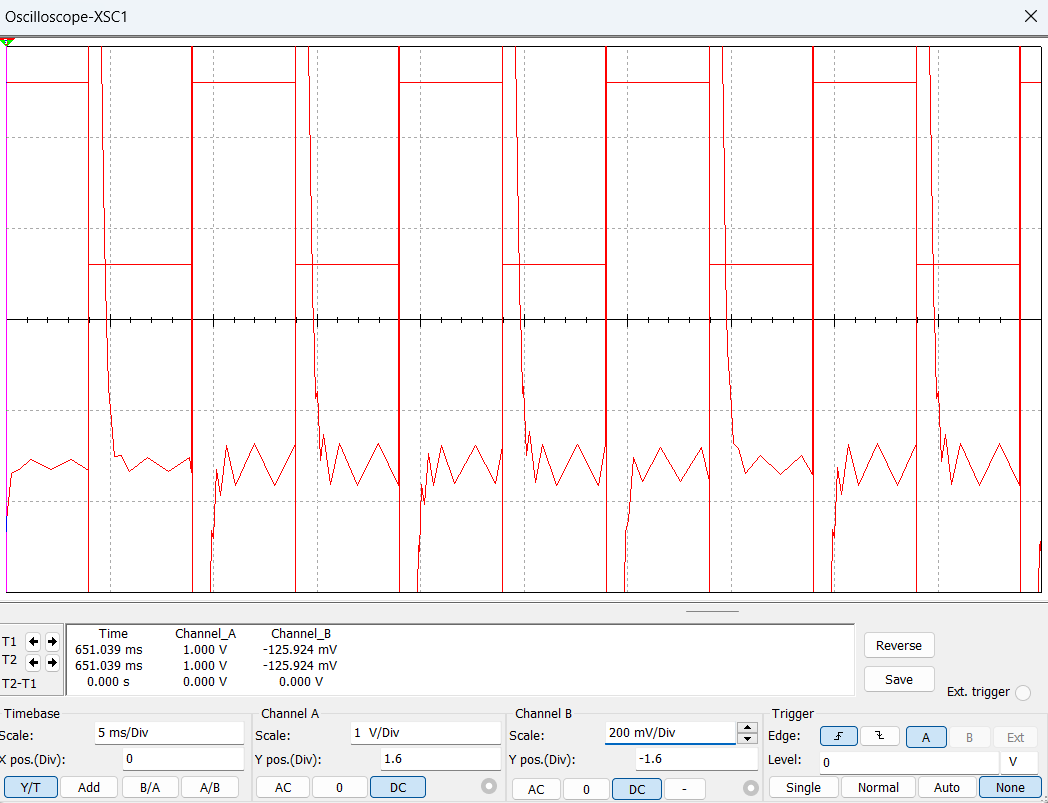 Oscilloscope-XSC1
T1
T2
T2-T1
Time Channel_A Channel_B
651.039 ms 1.000 V -125.924 mV
651.039 ms 1.000 V -125.924 mV
0.000 s 0.000 V 0.000 V
Reverse
Save
Ext. trigger
Timebase
Scale: 5 ms/Div
X pos.(Div): 0
Y/T Add B/A A/B
Channel A
Scale: 1 V/Div
Y pos.(Div): 1.6
AC 0 DC
Channel B
Scale: 200 mV/Div
Y pos.(Div): -1.6
AC 0 DC -
Trigger
Edge: A B Ext
Level: 0 V
Single Normal Auto None